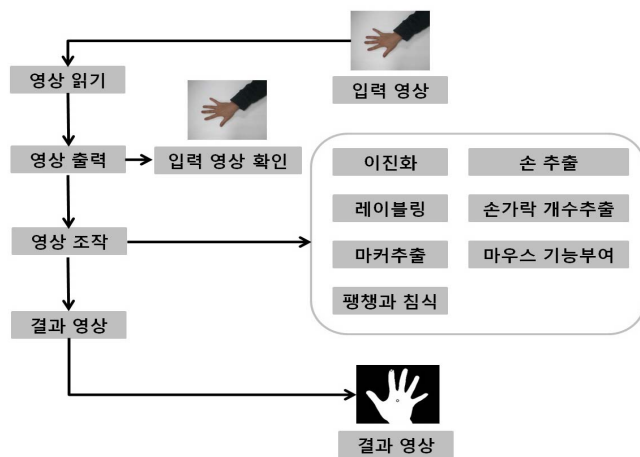 영상 읽기
입력 영상
영상 출력
입력 영상 확인
이진화
손 추출
레이블링
손가락 개수추출
영상 조작
마커추출
마우스 기능부여
팽챙과 침식
결과 영상
결과 영상